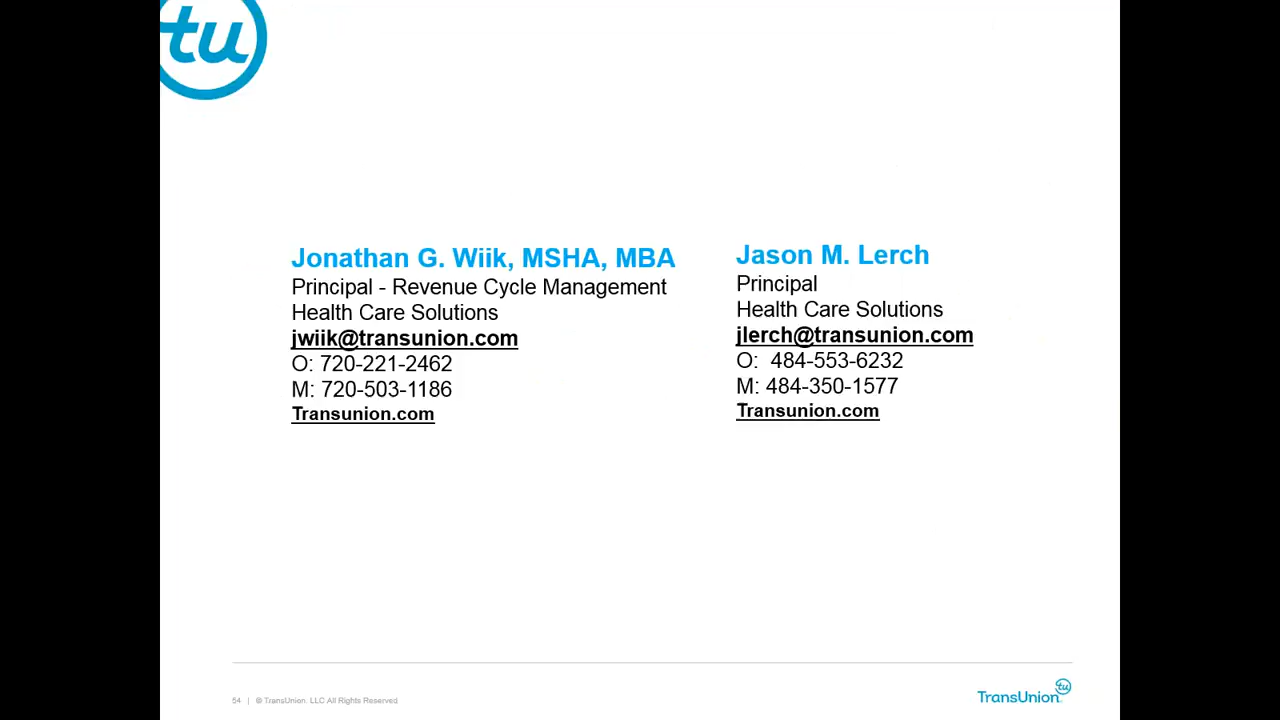 tu
Jonathan G. Wiik, MSHA, MBA
Principal - Revenue Cycle Management
Health Care Solutions
jwiik@transunion.com
O: 720-221-2462
M: 720-503-1186
Transunion.com
Jason M. Lerch
Principal
Health Care Solutions
jlerch@transunion.com
O:  484-553-6232
M: 484-350-1577
Transunion.com
54 | © TransUnion. LLC All Rights Reserved
TransUnion tu